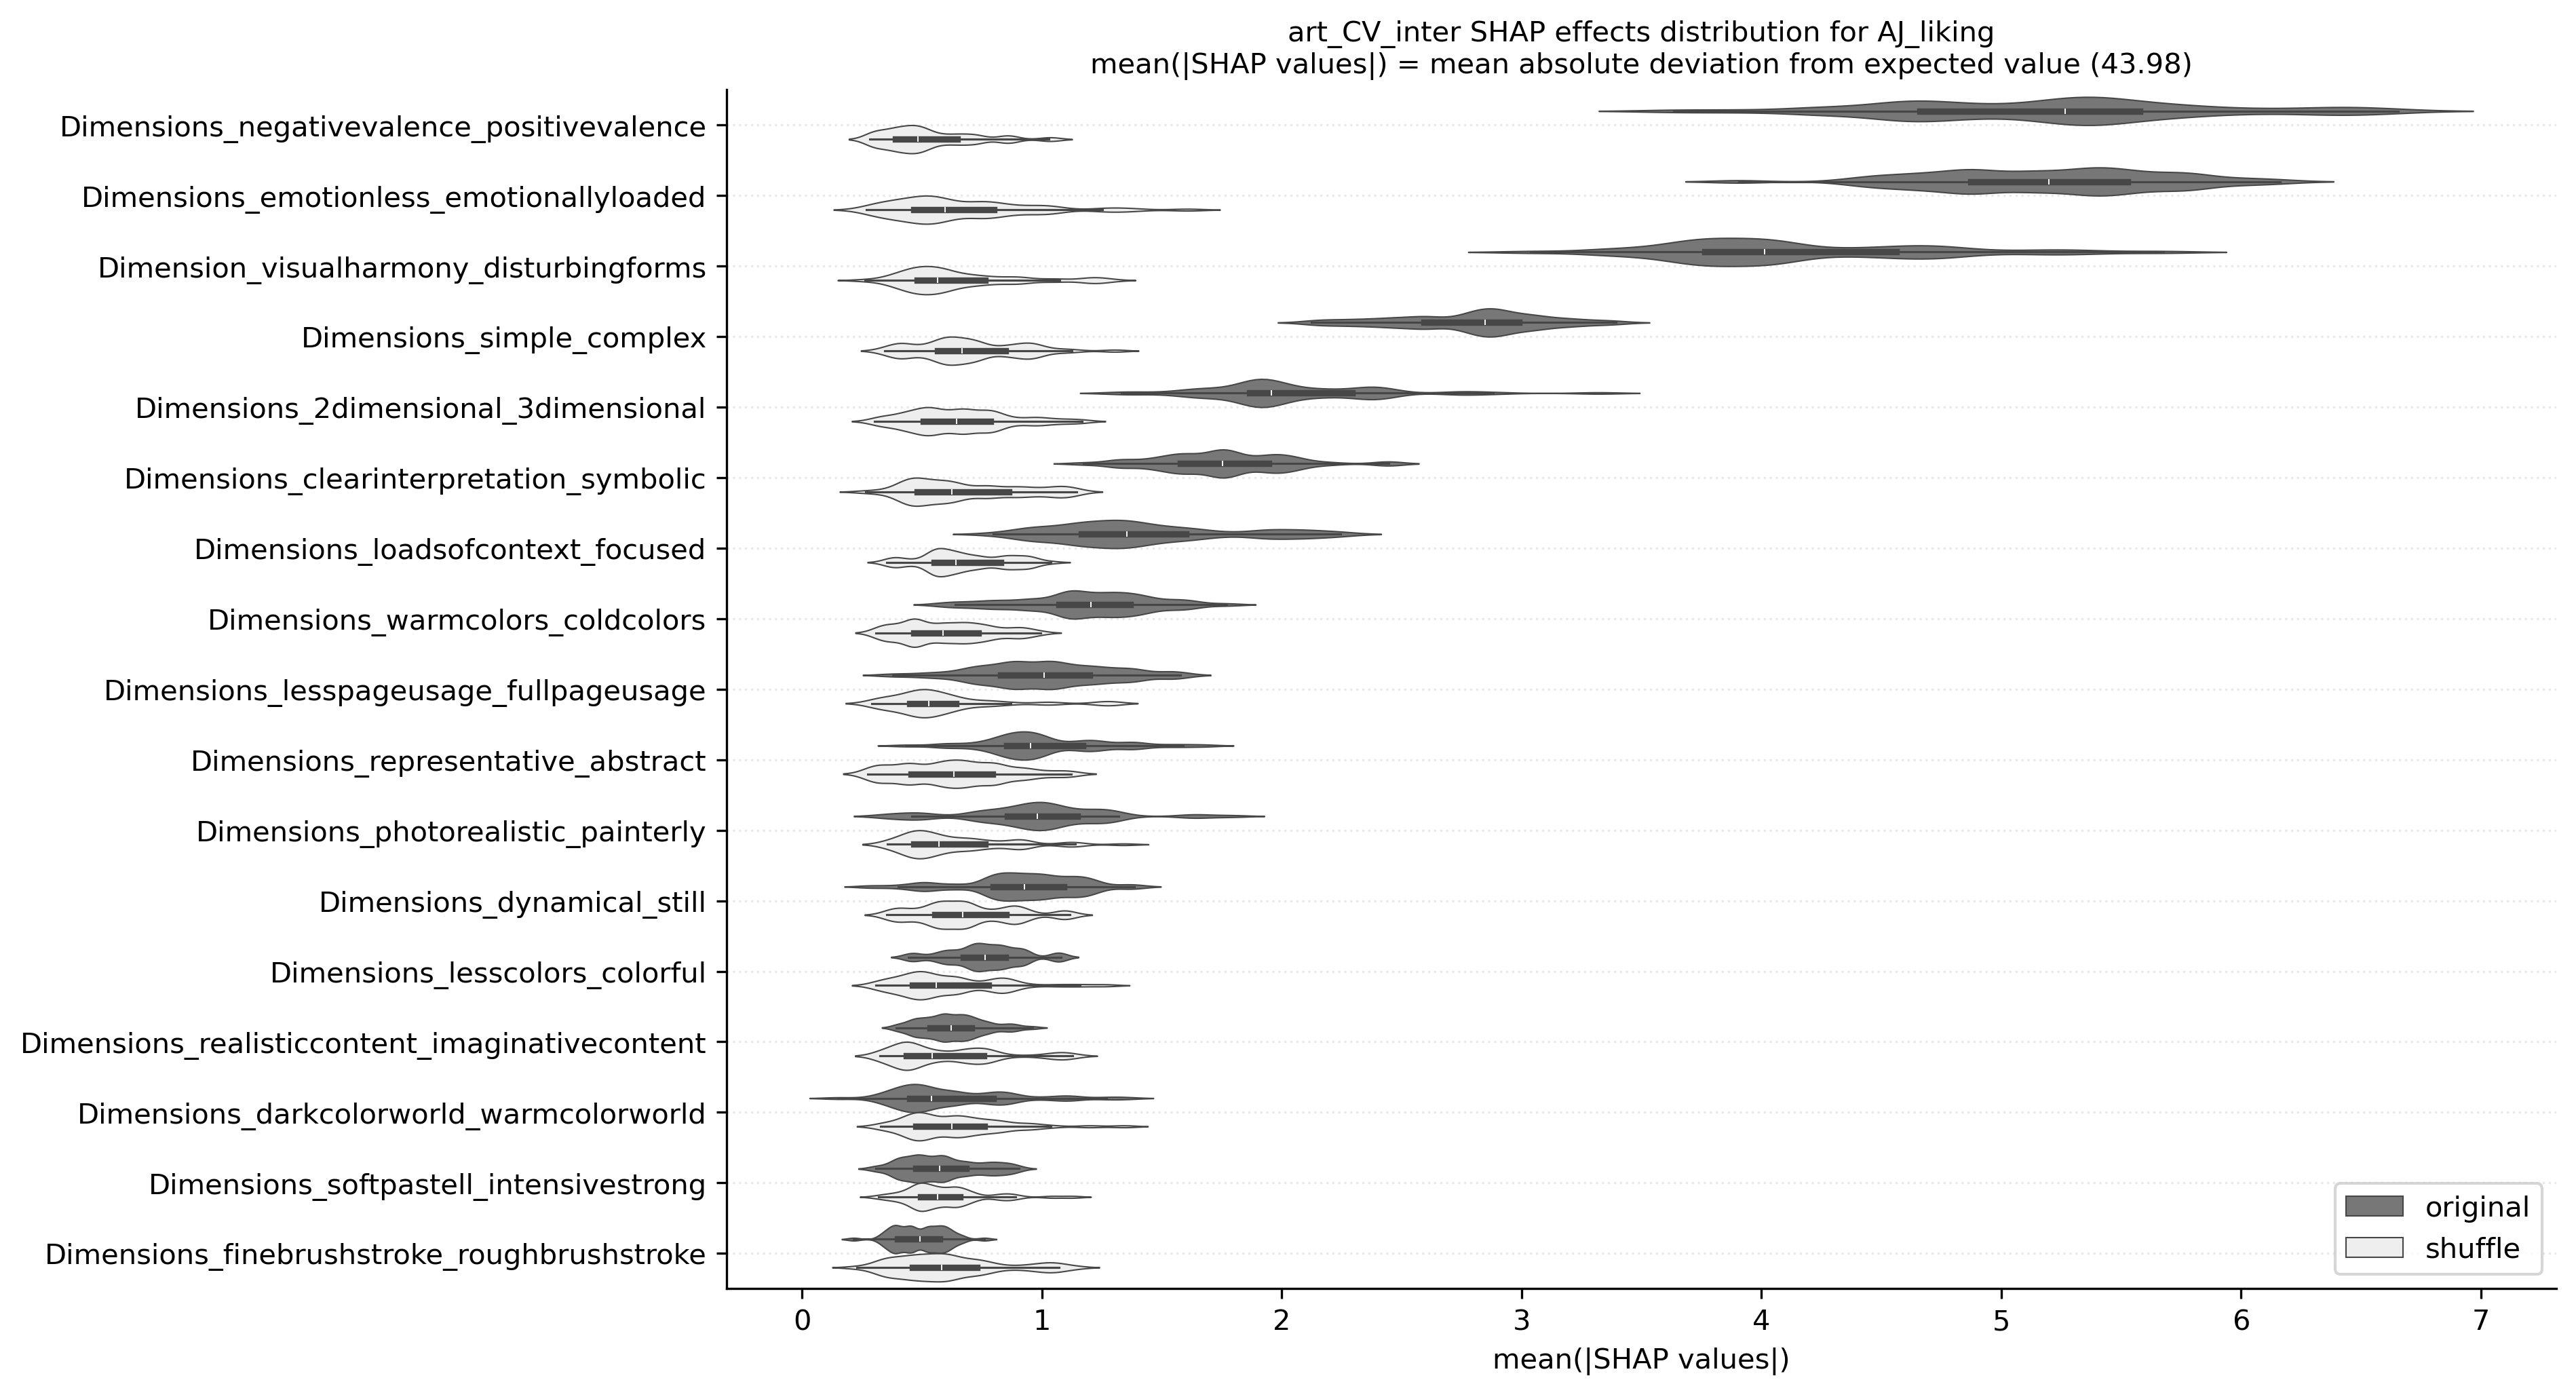 art_CV_inter SHAP effects distribution for AJ_liking
mean(|SHAP values|) = mean absolute deviation from expected value (43.98)
Dimensions_negativevalence_positivevalence
Dimensions_emotionless_emotionallyloaded
Dimension_visualharmony_disturbingforms
Dimensions_simple_complex
Dimensions_2dimensional_3dimensional
Dimensions_clearinterpretation_symbolic
Dimensions_loadsofcontext_focused
Dimensions_warmcolors_coldcolors
Dimensions_lesspageusage_fullpageusage
Dimensions_representative_abstract
Dimensions_photorealistic_painterly
Dimensions_dynamical_still
Dimensions_lesscolors_colorful
Dimensions_realisticcontent_imaginativecontent
Dimensions_darkcolorworld_warmcolorworld
Dimensions_softpastell_intensivestrong
Dimensions_finebrushstroke_roughbrushstroke
original
shuffle
0 1 2 3 4 5 6 7
mean(|SHAP values|)